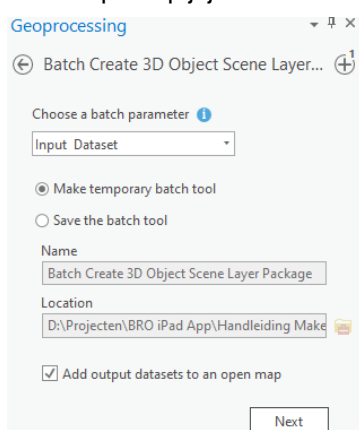 Geoprocessing
Batch Create 3D Object Scene Layer...
1
Choose a batch parameter
Input Dataset
Make temporary batch tool
Save the batch tool
Name
Batch Create 3D Object Scene Layer Package
Location
D:\Projecten\BRO iPad App\Handleiding Make
Add output datasets to an open map
Next